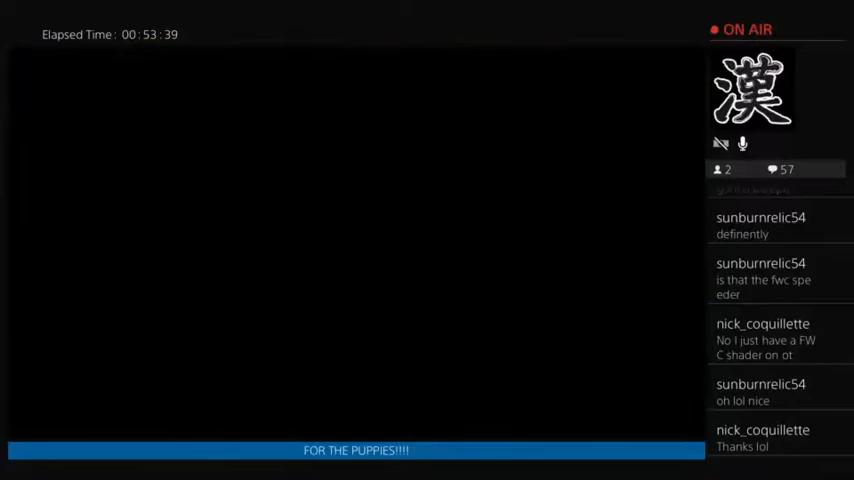 Elapsed Time: 00:53:39
ON AIR
漢
2 57
sunburnrelic54
definently
sunburnrelic54
is that the fwc spe
eder
nick_coquillette
No I just have a FW
C shader on ot
sunburnrelic54
oh lol nice
nick_coquillette
Thanks lol
FOR THE PUPPIES!!!!